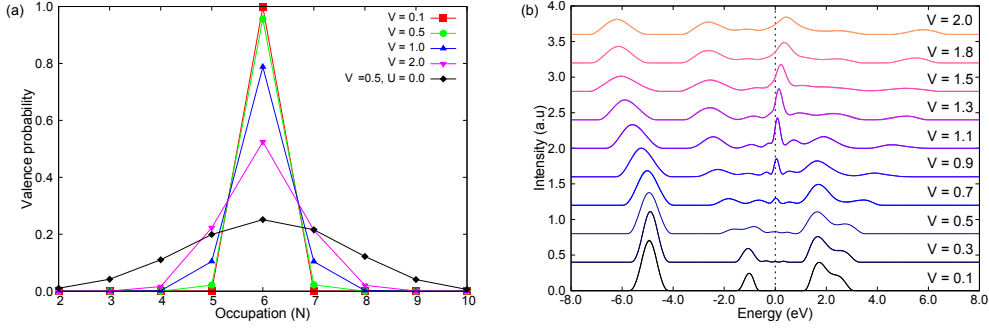 (a)
Valence probability
1.0
0.8
0.6
0.4
0.2
0.0
2 3 4 5 6 7 8 9 10
Occupation (N)
V = 0.1
V = 0.5
V = 1.0
V = 2.0
V =0.5, U = 0.0
(b)
Intensity (a.u)
4.0
3.5
3.0
2.5
2.0
1.5
1.0
0.5
0.0
-8.0 -6.0 -4.0 -2.0 0.0 2.0 4.0 6.0 8.0
Energy (eV)
V = 2.0
V = 1.8
V = 1.5
V = 1.3
V = 1.1
V = 0.9
V = 0.7
V = 0.5
V = 0.3
V = 0.1